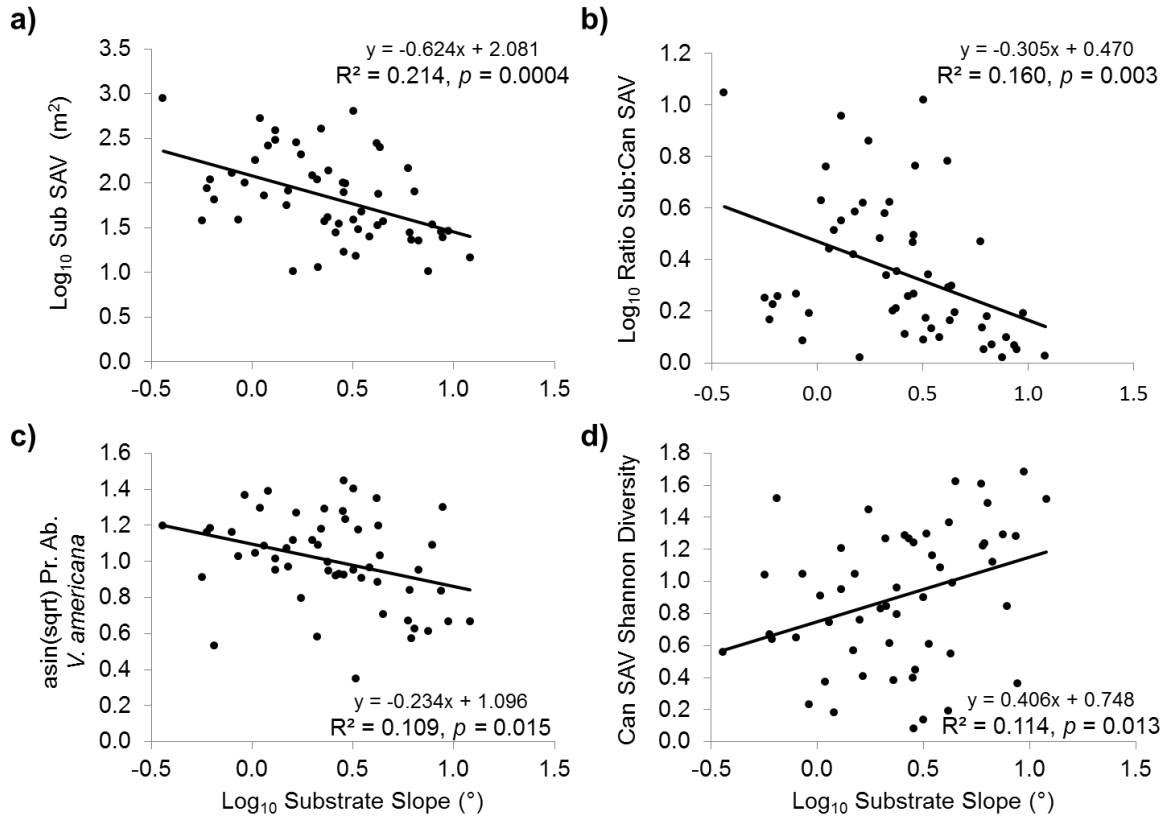 a)
y = -0.624x + 2.081
R² = 0.214, p = 0.0004
Log₁₀ Sub SAV (m²)
3.5
3.0
2.5
2.0
1.5
1.0
0.5
0.0
-0.5 0.0 0.5 1.0 1.5
b)
y = -0.305x + 0.470
R² = 0.160, p = 0.003
Log₁₀ Ratio Sub:Can SAV
1.2
1.0
0.8
0.6
0.4
0.2
0.0
-0.5 0.0 0.5 1.0 1.5
c)
asin(sqrt) Pr. Ab.
V. americana
1.6
1.4
1.2
1.0
0.8
0.6
0.4
0.2
0.0
y = -0.234x + 1.096
R² = 0.109, p = 0.015
-0.5 0.0 0.5 1.0 1.5
Log₁₀ Substrate Slope (°)
d)
Can SAV Shannon Diversity
1.8
1.6
1.4
1.2
1.0
0.8
0.6
0.4
0.2
0.0
y = 0.406x + 0.748
R² = 0.114, p = 0.013
-0.5 0.0 0.5 1.0 1.5
Log₁₀ Substrate Slope (°)